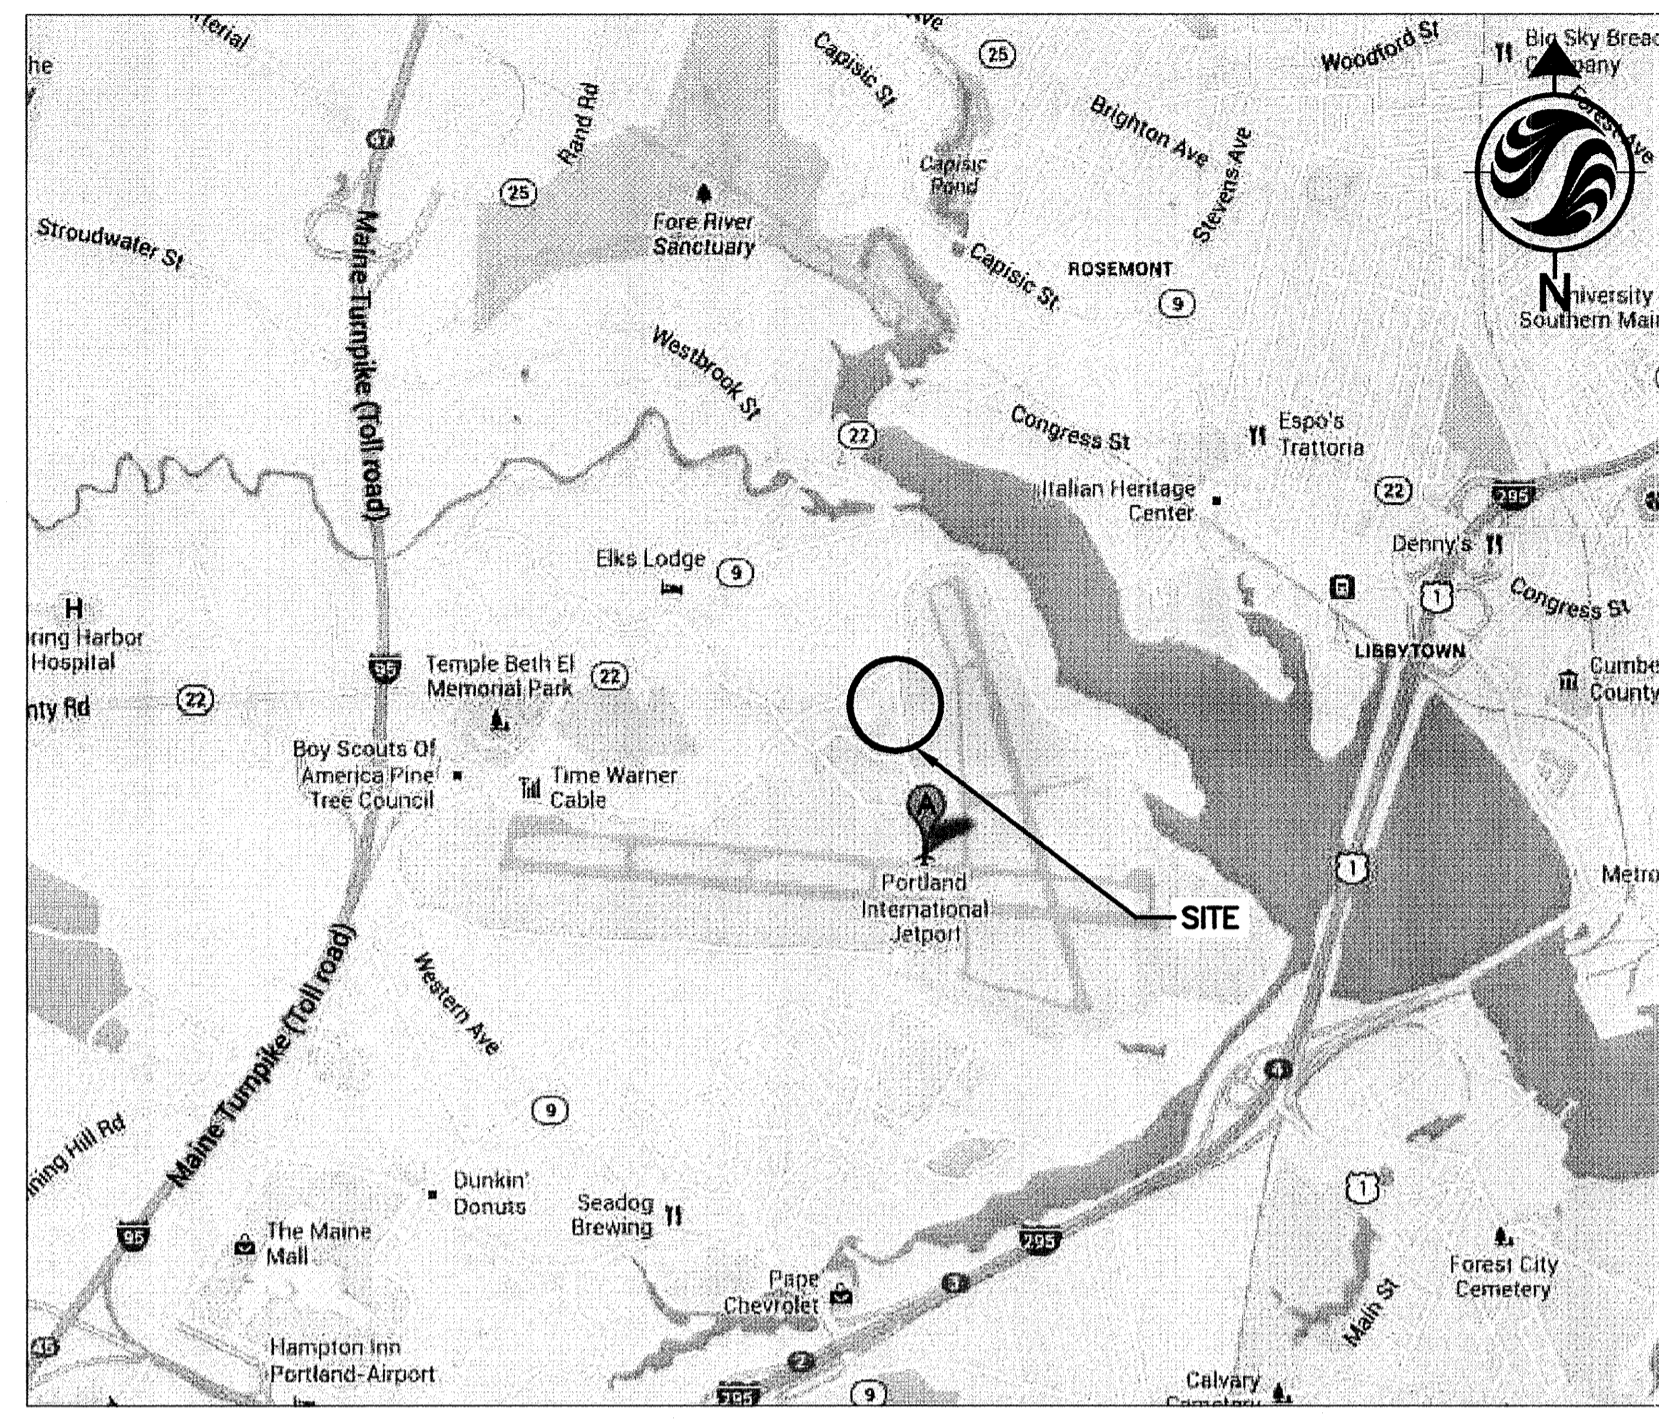 Woodford St
25
Capisic St
Big Sky Bread
Forest Ave
Rand Rd
Brighton Ave
Stevens Ave
47
25
Capisic
Pond
Fore River
Sanctuary
Stroudwater St
Maine Turnpike (Toll road)
Capisic St
ROSEMONT
9
N
Southern Main
Westbrook St
Congress St
22
Espo's
Trattoria
Italian Heritage
Center
22
295
Denny's
Elks Lodge
9
1
Congress St
H
Hospital
LIBBYTOWN
95
Temple Beth El
Memorial Park
22
22
Boy Scouts Of
America Pine
Tree Council
Time Warner
Cable
A
Portland
International
Jetport
SITE
1
Maine Turnpike (Toll road)
Western Ave
4
9
Dunkin'
Donuts
Seadog
Brewing
1
95
The Maine
Mall
295
Forest City
Cemetery
3
Pape
Chevrolet
Main St
Hampton Inn
Portland-Airport
2
295
9
Calvary
Cemetery